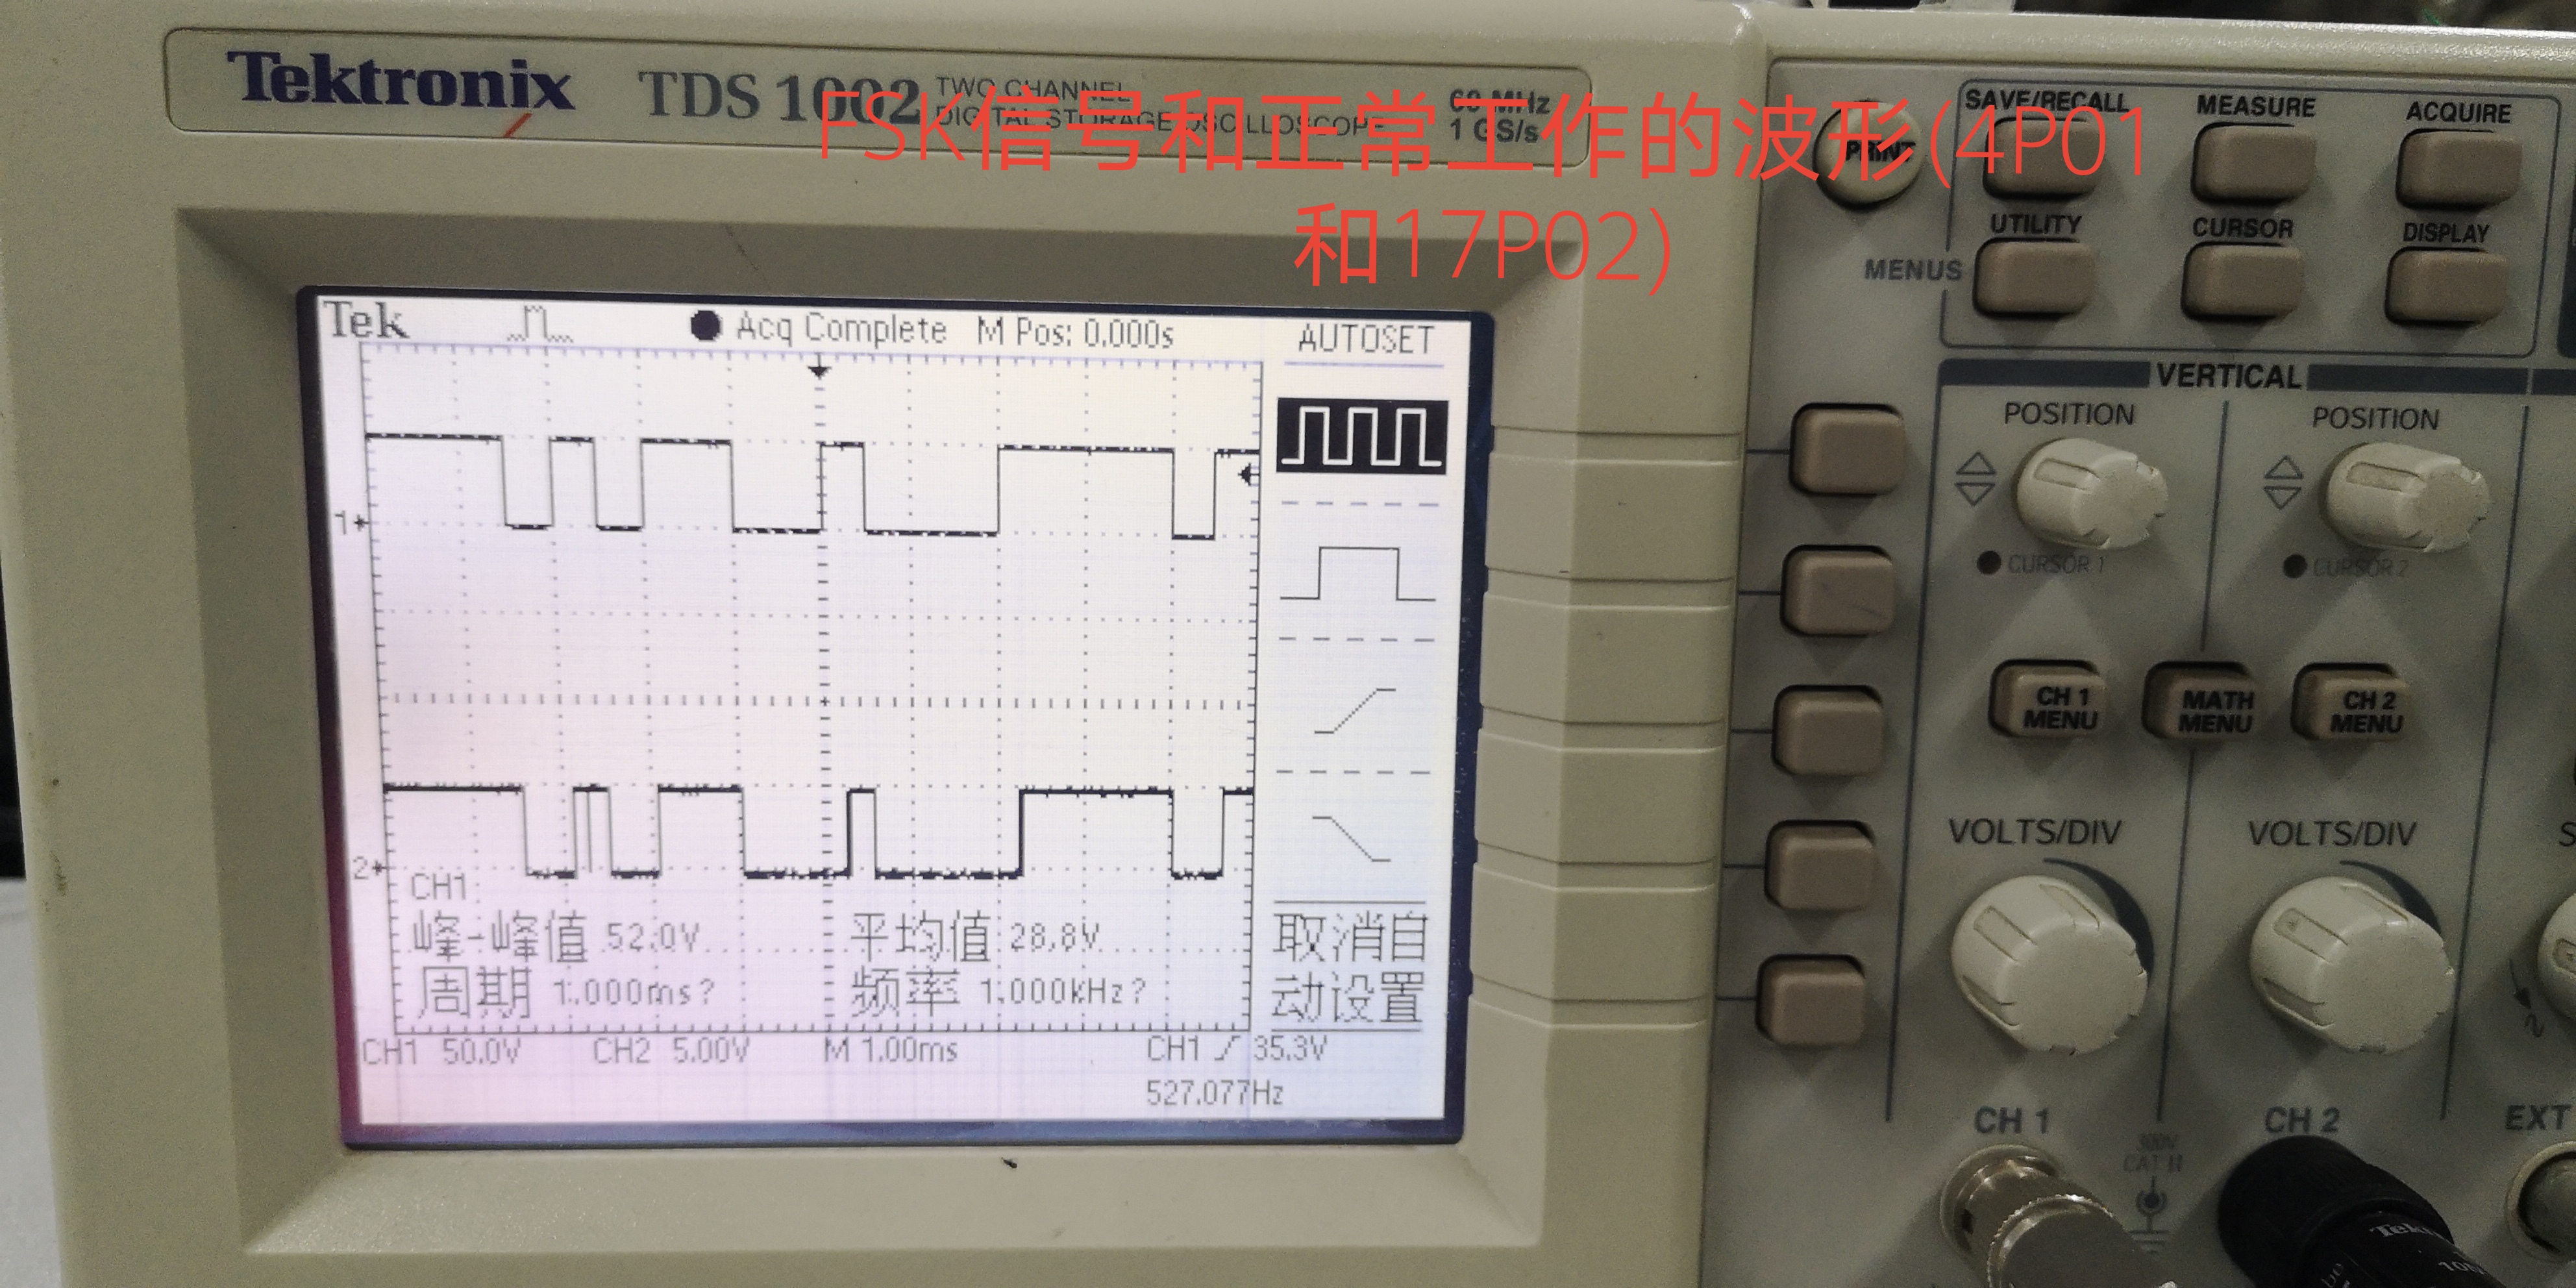 Tektronix TDS 1002 TWO CHANNEL
DIGITAL STORAGE OSCILLOSCOPE
60 MHz
1 GS/s
FSK信号和正常工作的波形(4P01
和17P02)
PRINT
SAVE/RECALL MEASURE ACQUIRE
UTILITY CURSOR DISPLAY
MENUS
Tek Acq Complete M Pos: 0.000s AUTOSET
VERTICAL
POSITION POSITION
CURSOR 1 CURSOR 2
1
CH 1
MENU
MATH
MENU
CH 2
MENU
2
VOLTS/DIV VOLTS/DIV
CH1
峰-峰值 52.0V 平均值 28.8V
周期 1.000ms? 频率 1.000kHz?
取消自
动设置
CH1 50.0V CH2 5.00V M 1.00ms CH1 35.3V
527.077Hz
CH 1 CH 2 EXT
300V
CAT II